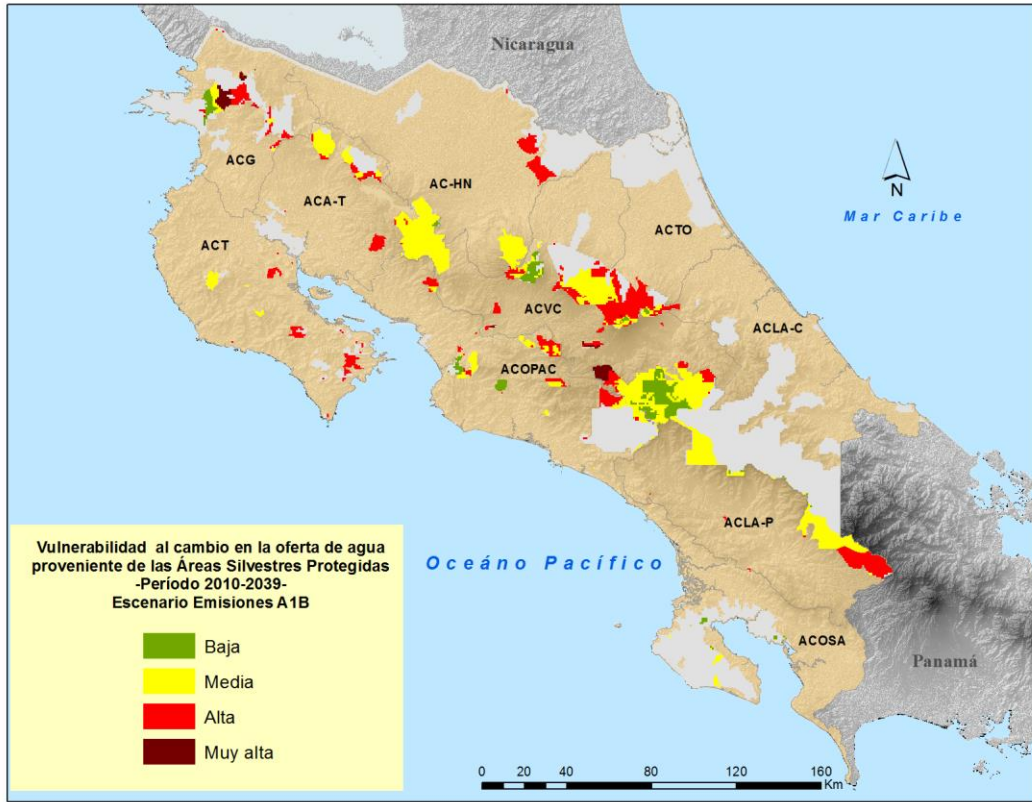 Nicaragua
N
Mar Caribe
ACG
ACA-T
AC-HN
ACTO
ACT
ACVC
ACLA-C
ACOPAC
ACLA-P
Océano Pacífico
ACOSA
Panamá
Vulnerabilidad al cambio en la oferta de agua
proveniente de las Áreas Silvestres Protegidas
-Período 2010-2039-
Escenario Emisiones A1B
Baja
Media
Alta
Muy alta
0 20 40 80 120 160
Km